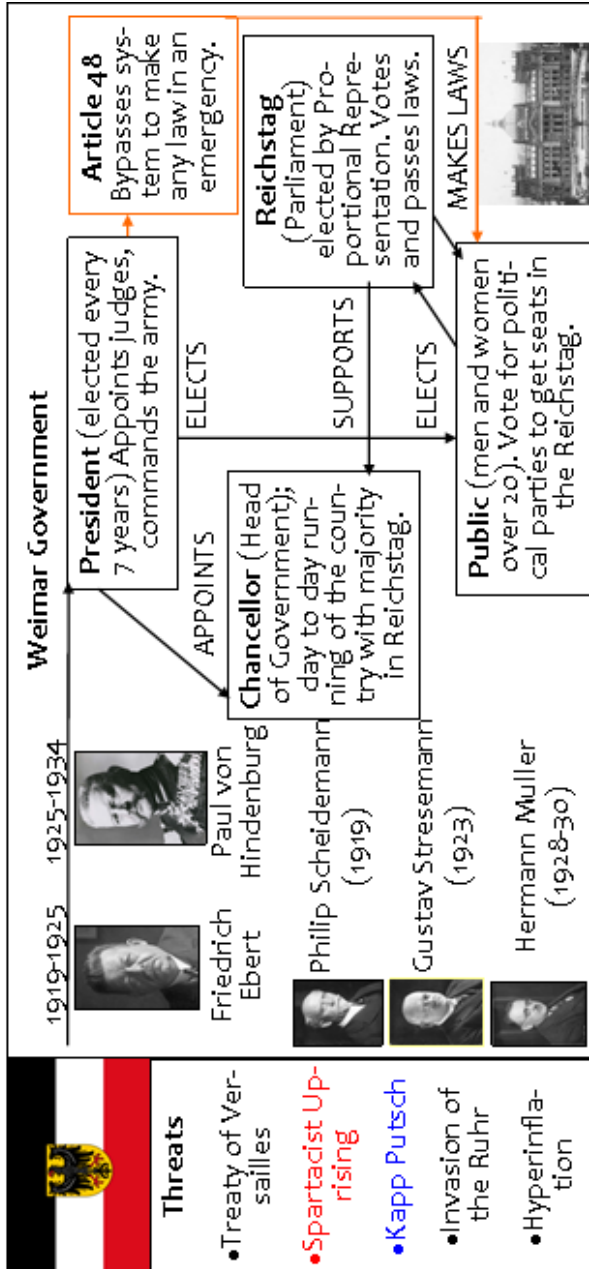 Threats
•Treaty of Ver-
sailles
•Spartacist Up-
rising
•Kapp Putsch
•Invasion of
the Ruhr
•Hyperinfla-
tion
Weimar Government
1919-1925
1925-1934
Friedrich
Ebert
Paul von
Hindenburg
Philip Scheidemann
(1919)
Gustav Stresemann
(1923)
Hermann Muller
(1928-30)
President (elected every
7 years) Appoints judges,
commands the army.
Article 48
Bypasses sys-
tem to make
any law in an
emergency.
APPOINTS
ELECTS
Chancellor (Head
of Government);
day to day run-
ning of the coun-
try with majority
in Reichstag.
SUPPORTS
Reichstag
(Parliament)
elected by Pro-
portional Repre-
sentation. Votes
and passes laws.
ELECTS
MAKES LAWS
Public (men and women
over 20). Vote for politi-
cal parties to get seats in
the Reichstag.